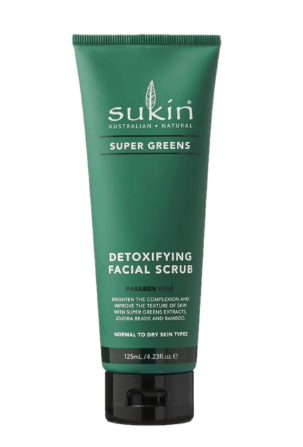 sukin
AUSTRALIAN • NATURAL
SUPER GREENS
DETOXIFYING
FACIAL SCRUB
PARABEN FREE
BRIGHTEN THE COMPLEXION AND
IMPROVE THE TEXTURE OF SKIN
WITH SUPER GREENS EXTRACTS,
JOJOBA BEADS AND BAMBOO.
NORMAL TO DRY SKIN TYPES
125mL / 4.23fl.oz. e